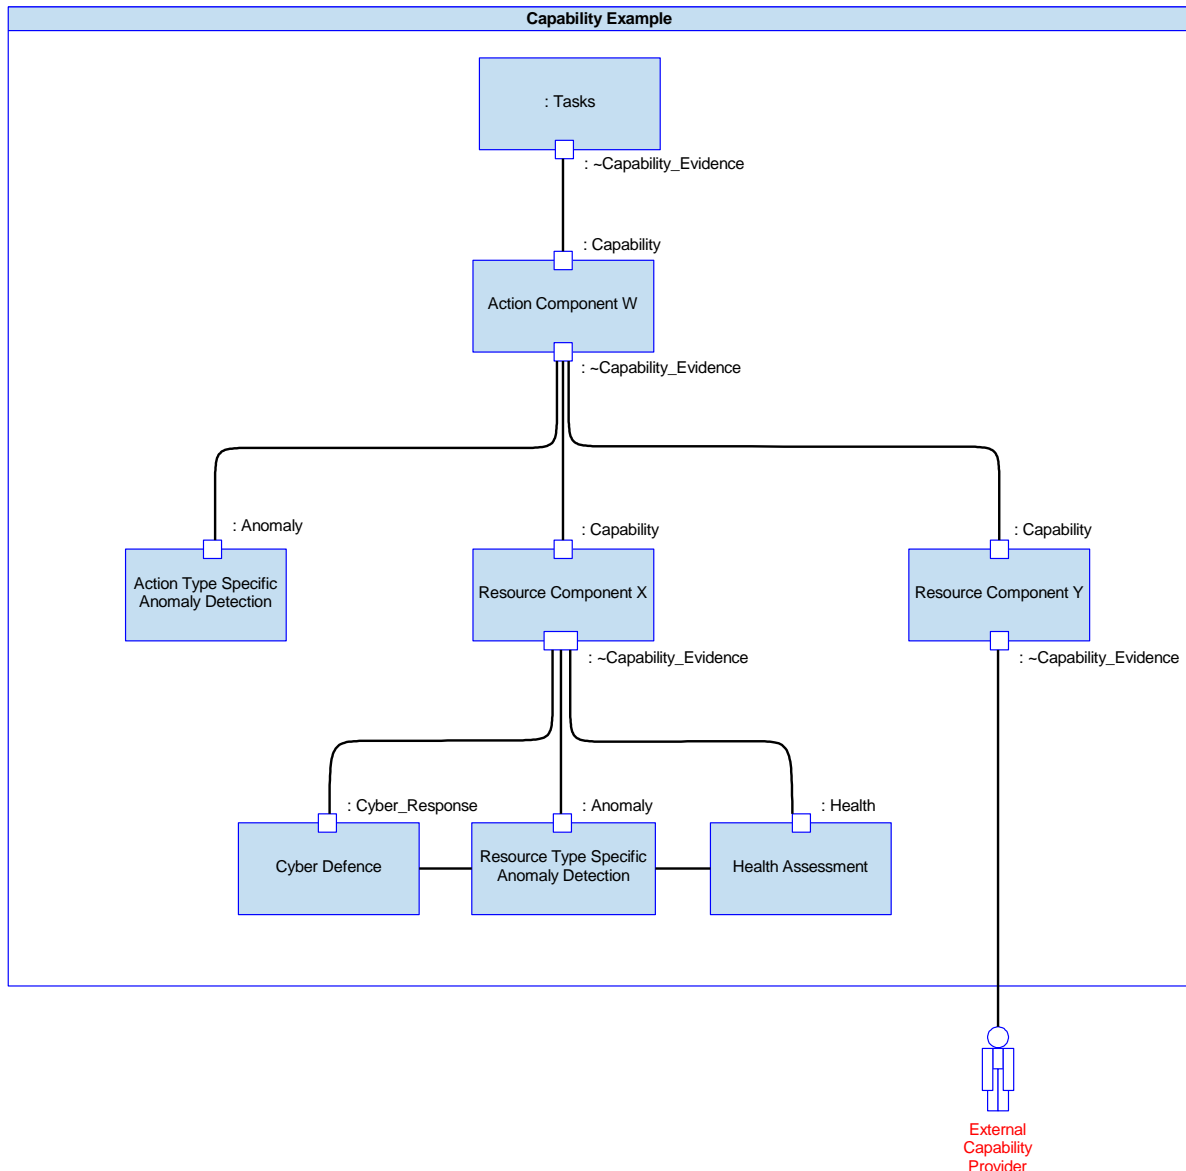 Capability Example
: Tasks
: ~Capability_Evidence
: Capability
Action Component W
: ~Capability_Evidence
: Anomaly
: Capability
: Capability
Action Type Specific
Anomaly Detection
Resource Component X
Resource Component Y
: ~Capability_Evidence
: ~Capability_Evidence
: Cyber_Response
: Anomaly
: Health
Cyber Defence
Resource Type Specific
Anomaly Detection
Health Assessment
External
Capability
Provider